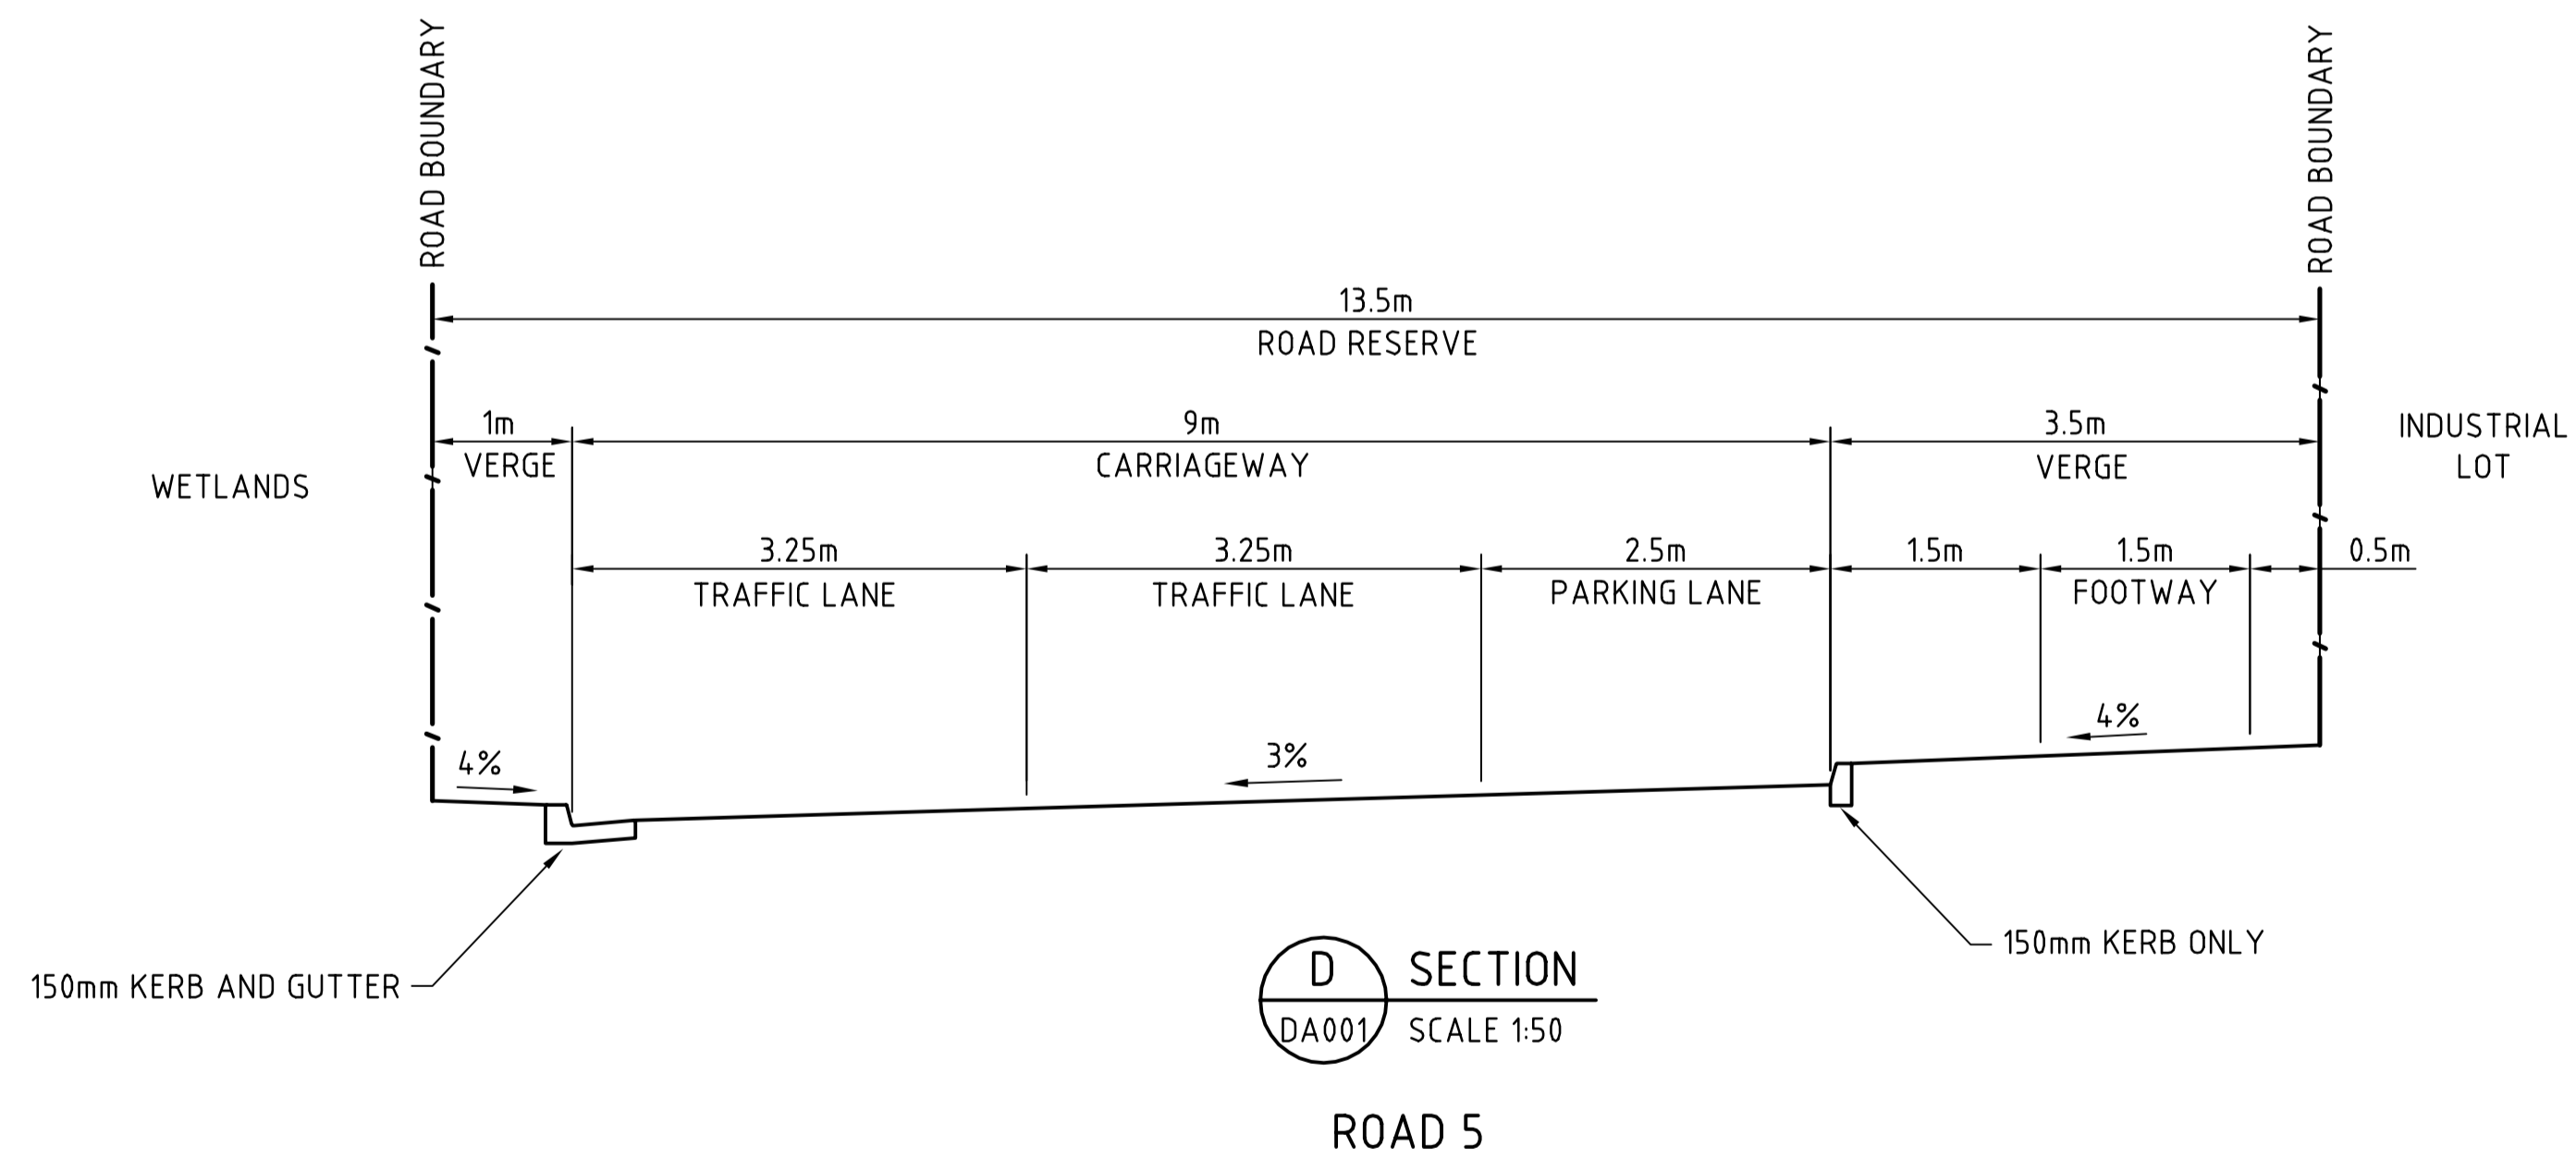 ROAD BOUNDARY
ROAD BOUNDARY
13.5m
ROAD RESERVE
1m
VERGE
9m
CARRIAGEWAY
3.5m
VERGE
WETLANDS
INDUSTRIAL
LOT
3.25m
TRAFFIC LANE
3.25m
TRAFFIC LANE
2.5m
PARKING LANE
1.5m
1.5m
FOOTWAY
0.5m
4%
3%
4%
150mm KERB AND GUTTER
150mm KERB ONLY
D
SECTION
DA001
SCALE 1:50
ROAD 5